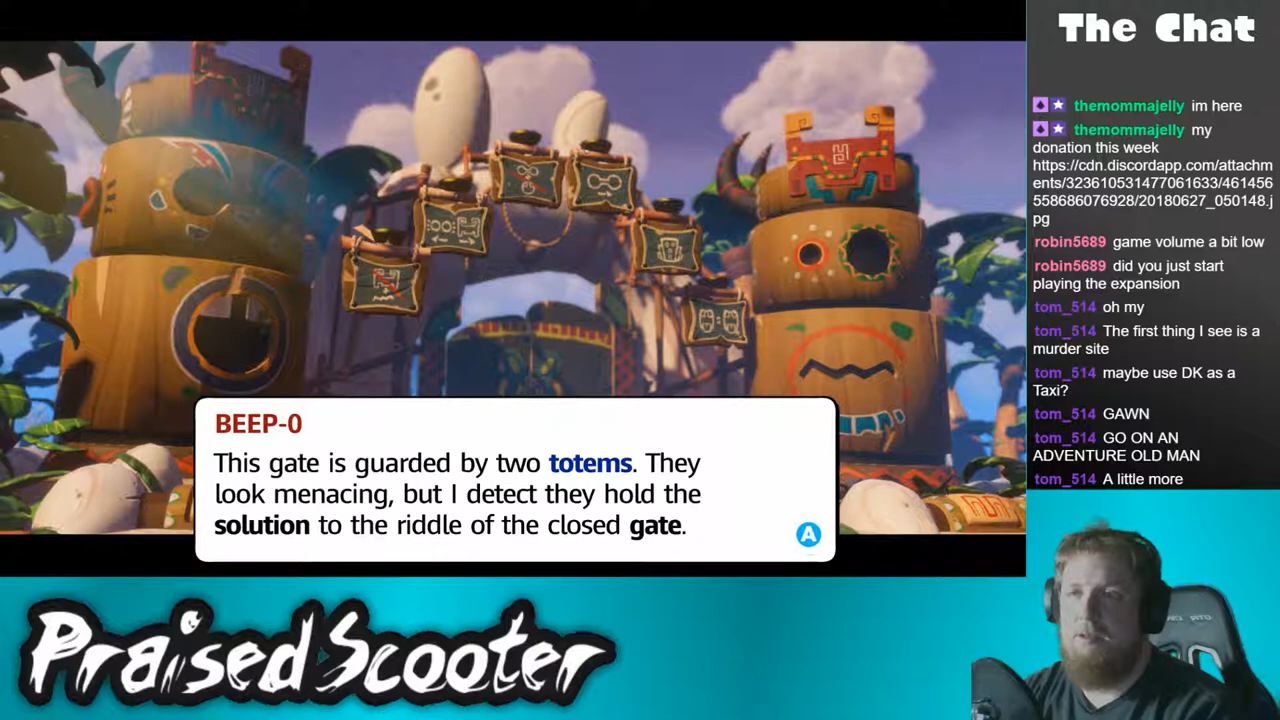 The Chat
themommajelly im here
themommajelly my
donation this week
https://cdn.discordapp.com/attachm
ents/323610531477061633/461456
558686076928/20180627_050148.j
pg
robin5689 game volume a bit low
robin5689 did you just start
playing the expansion
tom_514 oh my
tom_514 The first thing I see is a
murder site
tom_514 maybe use DK as a
Taxi?
tom_514 GAWN
tom_514 GO ON AN
ADVENTURE OLD MAN
tom_514 A little more
BEEP-0
This gate is guarded by two totems. They
look menacing, but I detect they hold the
solution to the riddle of the closed gate.
A
Praised Scooter